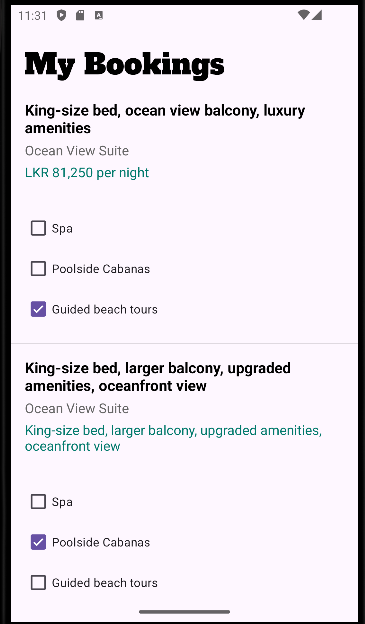 11:31
My Bookings
King-size bed, ocean view balcony, luxury
amenities
Ocean View Suite
LKR 81,250 per night
Spa
Poolside Cabanas
Guided beach tours
King-size bed, larger balcony, upgraded
amenities, oceanfront view
Ocean View Suite
King-size bed, larger balcony, upgraded amenities,
oceanfront view
Spa
Poolside Cabanas
Guided beach tours